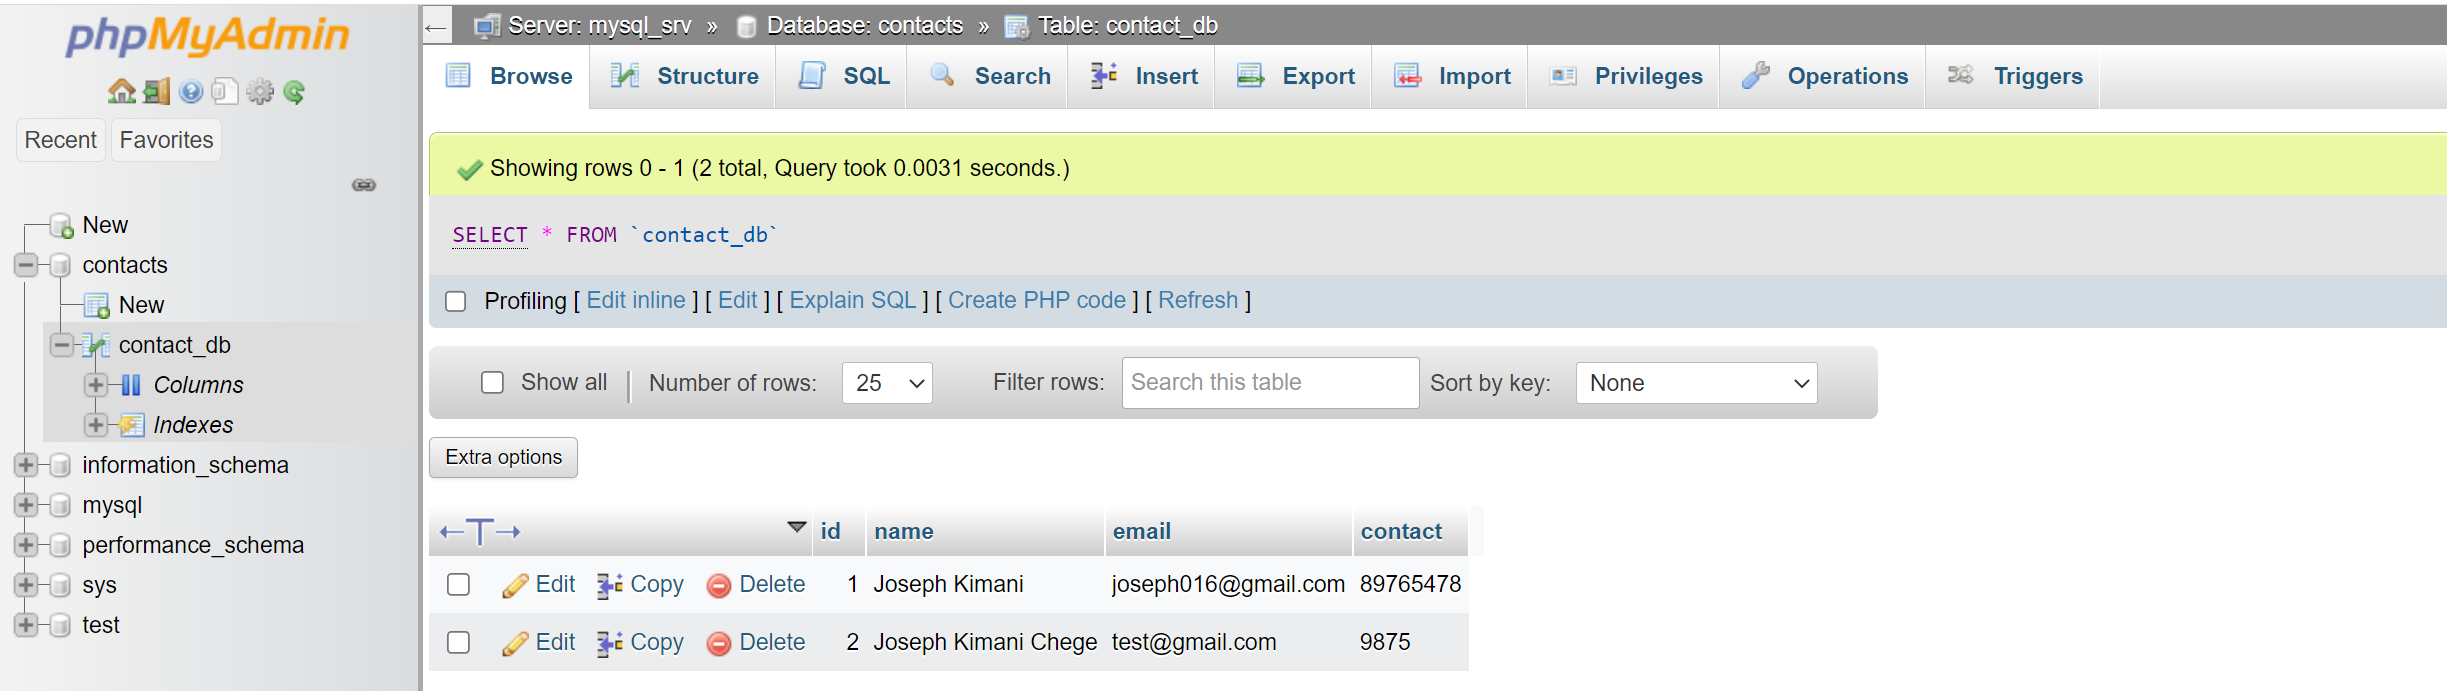 phpMyAdmin
Recent Favorites
New
contacts
New
contact_db
Columns
Indexes
information_schema
mysql
performance_schema
sys
test
Server: mysql_srv » Database: contacts » Table: contact_db
Browse Structure SQL Search Insert Export Import Privileges Operations Triggers
Showing rows 0 - 1 (2 total, Query took 0.0031 seconds.)
SELECT * FROM `contact_db`
Profiling [ Edit inline ] [ Edit ] [ Explain SQL ] [ Create PHP code ] [ Refresh ]
Show all Number of rows: 25 Filter rows: Search this table Sort by key: None
Extra options
id name email contact
Edit Copy Delete 1 Joseph Kimani joseph016@gmail.com 89765478
Edit Copy Delete 2 Joseph Kimani Chege test@gmail.com 9875